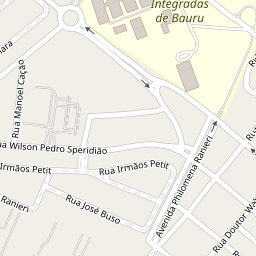 Integradas
de Bauru
Rua Manoel Cação
Rua Wilson Pedro Speridião
Irmãos Petit
Rua Irmãos Petit
Ranieri
Rua José Buso
Avenida Philomena Ranieri
Rua Doutor